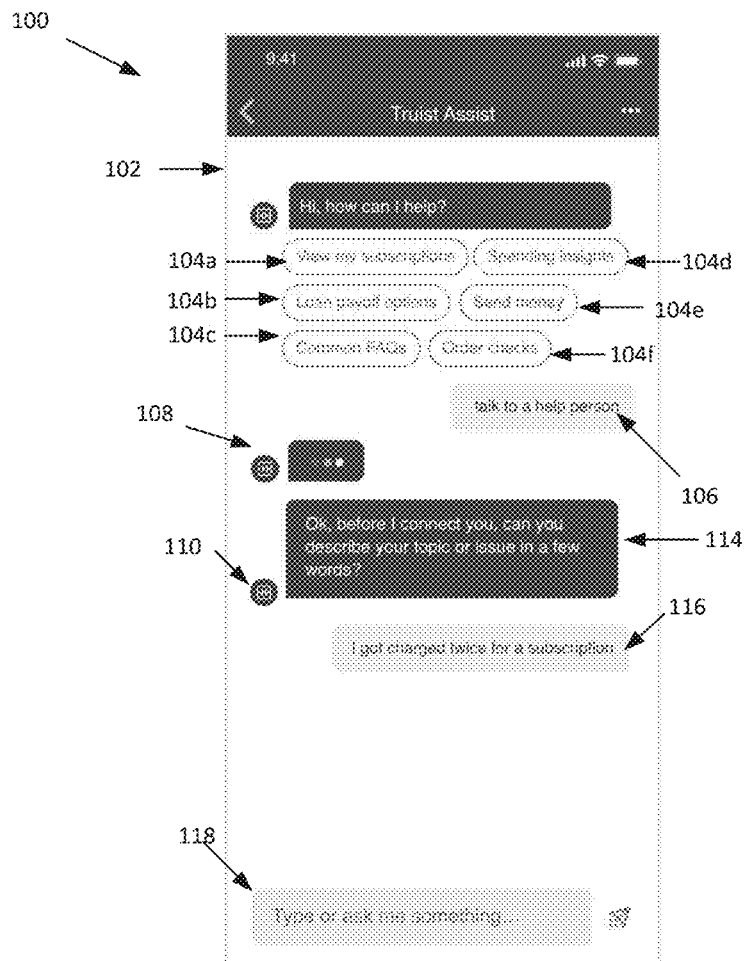 100
9:41
Truist Assist
102
Hi, how can I help?
104a View my subscriptions Spending insights 104d
104b Loan payoff options Send money 104e
104c Common FAQs Order checks 104f
talk to a help person
108
106
Ok, before I connect you, can you
describe your topic or issue in a few
words?
114
110
116
I got charged twice for a subscription
118
Type or ask me something...